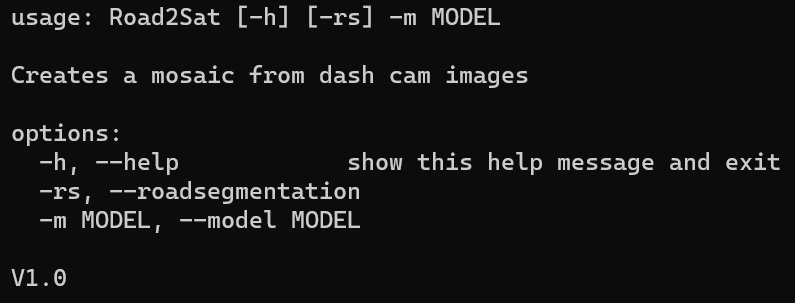 usage: Road2Sat [-h] [-rs] -m MODEL
Creates a mosaic from dash cam images
options:
-h, --help show this help message and exit
-rs, --roadsegmentation
-m MODEL, --model MODEL
V1.0